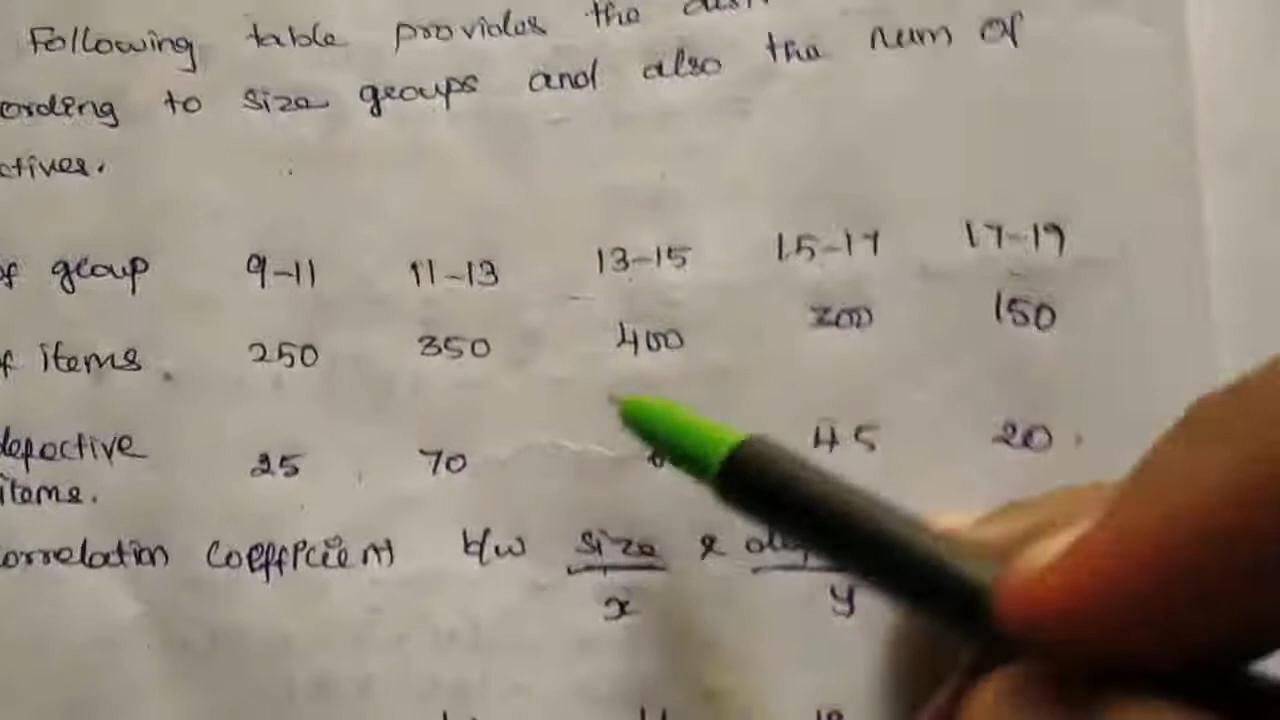 Following table provides the
ording to size groups and also the num of
ctives.
f group 9-11 11-13 13-15 15-17 17-19
f items. 250 350 400 300 150
defective 25 70 45 20
items.
orrelation coefficient b/w size &
x y